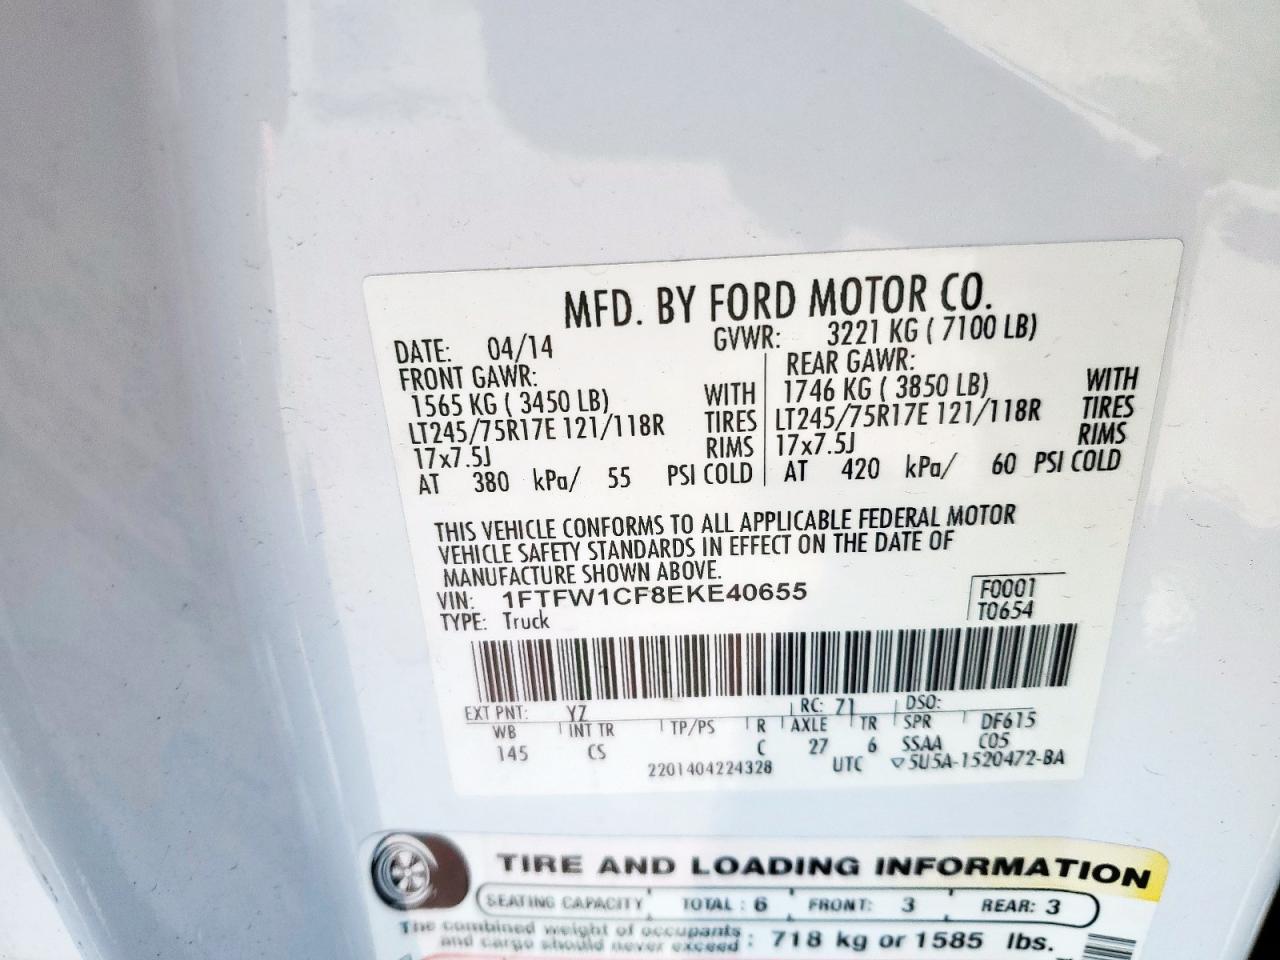 MFD. BY FORD MOTOR CO.
DATE: 04/14 GVWR: 3221 KG ( 7100 LB)
FRONT GAWR: REAR GAWR:
1565 KG ( 3450 LB) WITH 1746 KG ( 3850 LB) WITH
LT245/75R17E 121/118R TIRES LT245/75R17E 121/118R TIRES
17x7.5J RIMS 17x7.5J RIMS
AT 380 kPa/ 55 PSI COLD AT 420 kPa/ 60 PSI COLD
THIS VEHICLE CONFORMS TO ALL APPLICABLE FEDERAL MOTOR
VEHICLE SAFETY STANDARDS IN EFFECT ON THE DATE OF
MANUFACTURE SHOWN ABOVE.
VIN: 1FTFW1CF8EKE40655 F0001
TYPE: Truck T0654
EXT PNT: YZ RC: 71 DSO:
WB INT TR TP/PS R AXLE TR SPR DF615
145 CS C 27 6 SSAA C05
2201404224328 UTC ▽5U5A-1520472-BA
TIRE AND LOADING INFORMATION
SEATING CAPACITY TOTAL : 6 FRONT: 3 REAR: 3
The combined weight of occupants
and cargo should never exceed : 718 kg or 1585 lbs.